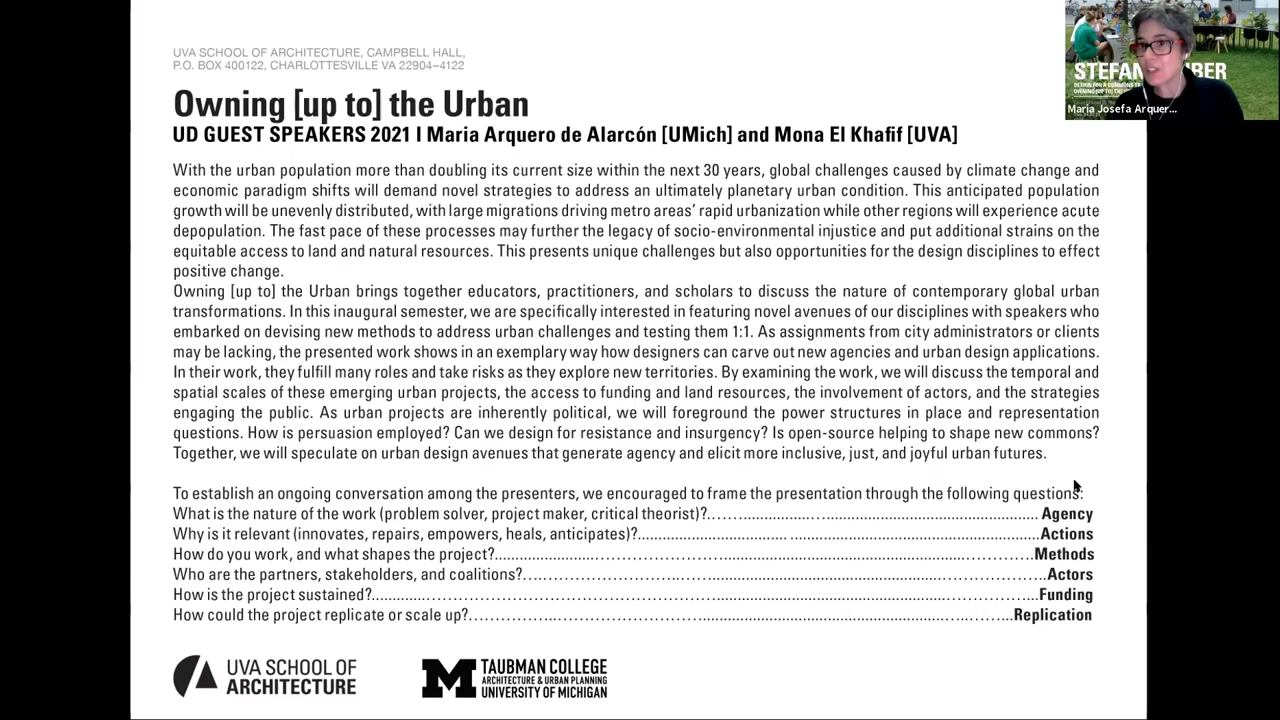 UVA SCHOOL OF ARCHITECTURE, CAMPBELL HALL,
P.O. BOX 400122, CHARLOTTESVILLE VA 22904–4122
Owning [up to] the Urban
UD GUEST SPEAKERS 2021 I Maria Arquero de Alarcón [UMich] and Mona El Khafif [UVA]
With the urban population more than doubling its current size within the next 30 years, global challenges caused by climate change and
economic paradigm shifts will demand novel strategies to address an ultimately planetary urban condition. This anticipated population
growth will be unevenly distributed, with large migrations driving metro areas' rapid urbanization while other regions will experience acute
depopulation. The fast pace of these processes may further the legacy of socio-environmental injustice and put additional strains on the
equitable access to land and natural resources. This presents unique challenges but also opportunities for the design disciplines to effect
positive change.
Owning [up to] the Urban brings together educators, practitioners, and scholars to discuss the nature of contemporary global urban
transformations. In this inaugural semester, we are specifically interested in featuring novel avenues of our disciplines with speakers who
embarked on devising new methods to address urban challenges and testing them 1:1. As assignments from city administrators or clients
may be lacking, the presented work shows in an exemplary way how designers can carve out new agencies and urban design applications.
In their work, they fulfill many roles and take risks as they explore new territories. By examining the work, we will discuss the temporal and
spatial scales of these emerging urban projects, the access to funding and land resources, the involvement of actors, and the strategies
engaging the public. As urban projects are inherently political, we will foreground the power structures in place and representation
questions. How is persuasion employed? Can we design for resistance and insurgency? Is open-source helping to shape new commons?
Together, we will speculate on urban design avenues that generate agency and elicit more inclusive, just, and joyful urban futures.
To establish an ongoing conversation among the presenters, we encouraged to frame the presentation through the following questions:
What is the nature of the work (problem solver, project maker, critical theorist)?........ Agency
Why is it relevant (innovates, repairs, empowers, heals, anticipates)?........Actions
How do you work, and what shapes the project?........Methods
Who are the partners, stakeholders, and coalitions?........Actors
How is the project sustained?........Funding
How could the project replicate or scale up?........Replication
UVA SCHOOL OF
ARCHITECTURE
M TAUBMAN COLLEGE
ARCHITECTURE & URBAN PLANNING
UNIVERSITY OF MICHIGAN
STEFAN
Maria Josefa Arquer...